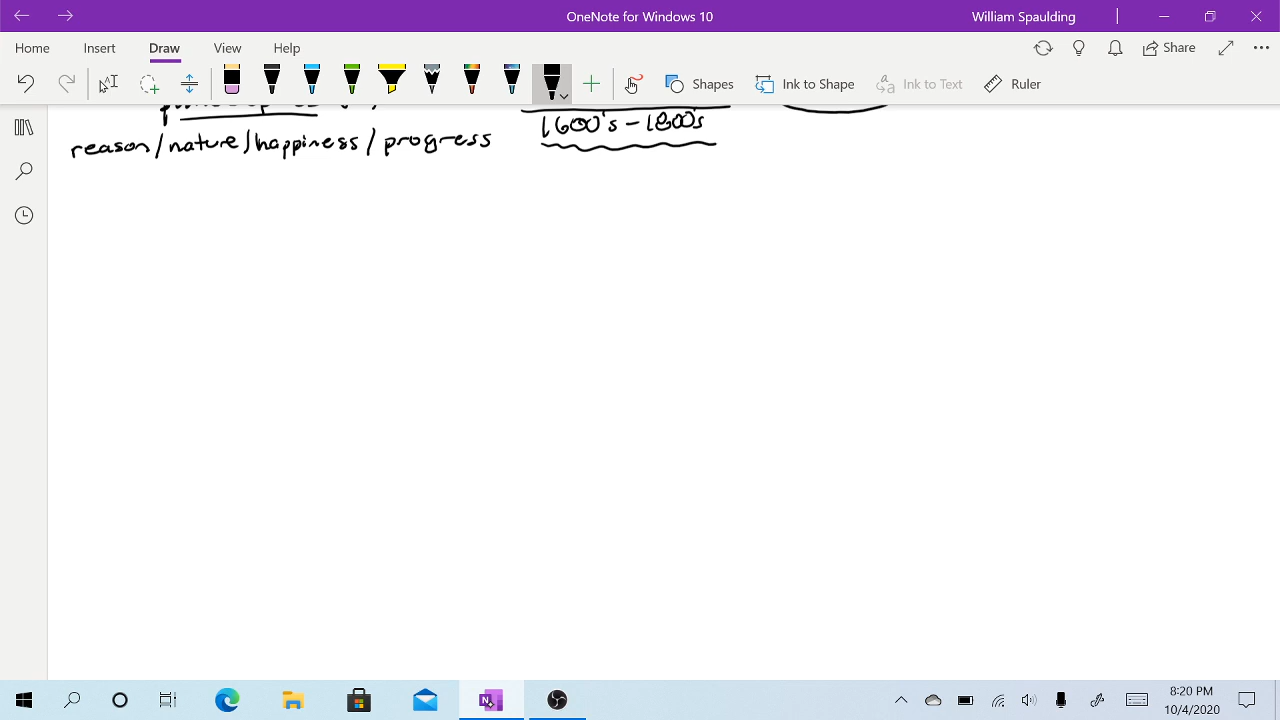 OneNote for Windows 10
William Spaulding
Home Insert Draw View Help
Share
Shapes Ink to Shape Ink to Text Ruler
1600's - 1800's
reason / nature / happiness / progress
8:20 PM
10/4/2020